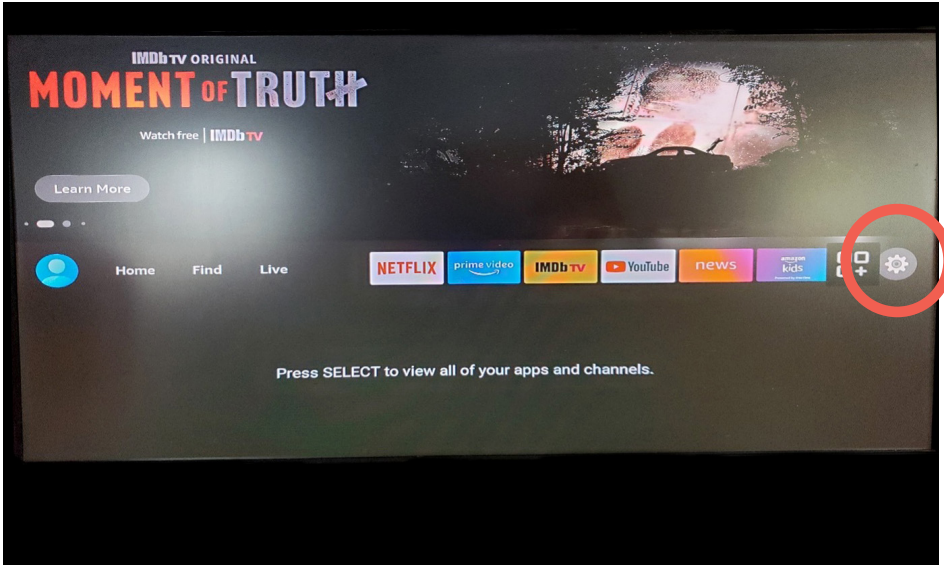 IMDb TV ORIGINAL
MOMENT OF TRUTH
Watch free | IMDb TV
Learn More
Home Find Live NETFLIX prime video IMDb TV YouTube news amazon kids
Press SELECT to view all of your apps and channels.